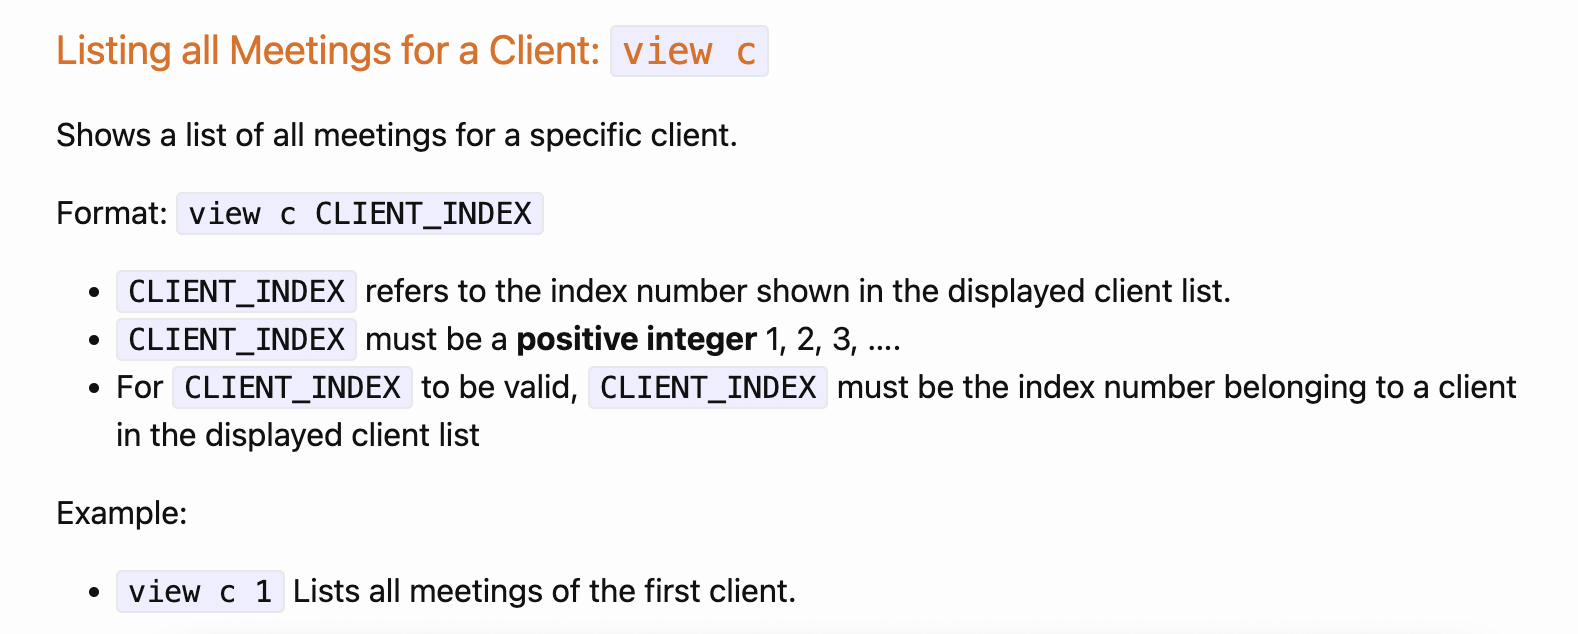 Listing all Meetings for a Client: view c
Shows a list of all meetings for a specific client.
Format: view c CLIENT_INDEX
• CLIENT_INDEX refers to the index number shown in the displayed client list.
• CLIENT_INDEX must be a positive integer 1, 2, 3, ….
• For CLIENT_INDEX to be valid, CLIENT_INDEX must be the index number belonging to a client
in the displayed client list
Example:
• view c 1 Lists all meetings of the first client.